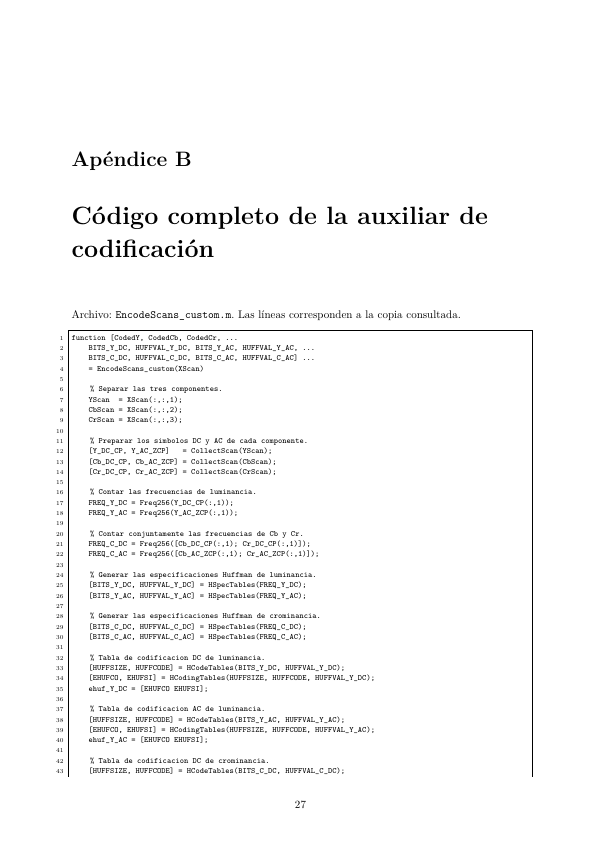 Apéndice B
Código completo de la auxiliar de
codificación
Archivo: EncodeScans_custom.m. Las líneas corresponden a la copia consultada.
1 function [CodedY, CodedCb, CodedCr, ...
2 BITS_Y_DC, HUFFVAL_Y_DC, BITS_Y_AC, HUFFVAL_Y_AC, ...
3 BITS_C_DC, HUFFVAL_C_DC, BITS_C_AC, HUFFVAL_C_AC] ...
4 = EncodeScans_custom(XScan)
5
6 % Separar las tres componentes.
7 YScan = XScan(:,:,1);
8 CbScan = XScan(:,:,2);
9 CrScan = XScan(:,:,3);
10
11 % Preparar los simbolos DC y AC de cada componente.
12 [Y_DC_CP, Y_AC_ZCP] = CollectScan(YScan);
13 [Cb_DC_CP, Cb_AC_ZCP] = CollectScan(CbScan);
14 [Cr_DC_CP, Cr_AC_ZCP] = CollectScan(CrScan);
15
16 % Contar las frecuencias de luminancia.
17 FREQ_Y_DC = Freq256(Y_DC_CP(:,1));
18 FREQ_Y_AC = Freq256(Y_AC_ZCP(:,1));
19
20 % Contar conjuntamente las frecuencias de Cb y Cr.
21 FREQ_C_DC = Freq256([Cb_DC_CP(:,1); Cr_DC_CP(:,1)]);
22 FREQ_C_AC = Freq256([Cb_AC_ZCP(:,1); Cr_AC_ZCP(:,1)]);
23
24 % Generar las especificaciones Huffman de luminancia.
25 [BITS_Y_DC, HUFFVAL_Y_DC] = HSpecTables(FREQ_Y_DC);
26 [BITS_Y_AC, HUFFVAL_Y_AC] = HSpecTables(FREQ_Y_AC);
27
28 % Generar las especificaciones Huffman de crominancia.
29 [BITS_C_DC, HUFFVAL_C_DC] = HSpecTables(FREQ_C_DC);
30 [BITS_C_AC, HUFFVAL_C_AC] = HSpecTables(FREQ_C_AC);
31
32 % Tabla de codificacion DC de luminancia.
33 [HUFFSIZE, HUFFCODE] = HCodeTables(BITS_Y_DC, HUFFVAL_Y_DC);
34 [EHUFCO, EHUFSI] = HCodingTables(HUFFSIZE, HUFFCODE, HUFFVAL_Y_DC);
35 ehuf_Y_DC = [EHUFCO EHUFSI];
36
37 % Tabla de codificacion AC de luminancia.
38 [HUFFSIZE, HUFFCODE] = HCodeTables(BITS_Y_AC, HUFFVAL_Y_AC);
39 [EHUFCO, EHUFSI] = HCodingTables(HUFFSIZE, HUFFCODE, HUFFVAL_Y_AC);
40 ehuf_Y_AC = [EHUFCO EHUFSI];
41
42 % Tabla de codificacion DC de crominancia.
43 [HUFFSIZE, HUFFCODE] = HCodeTables(BITS_C_DC, HUFFVAL_C_DC);
27